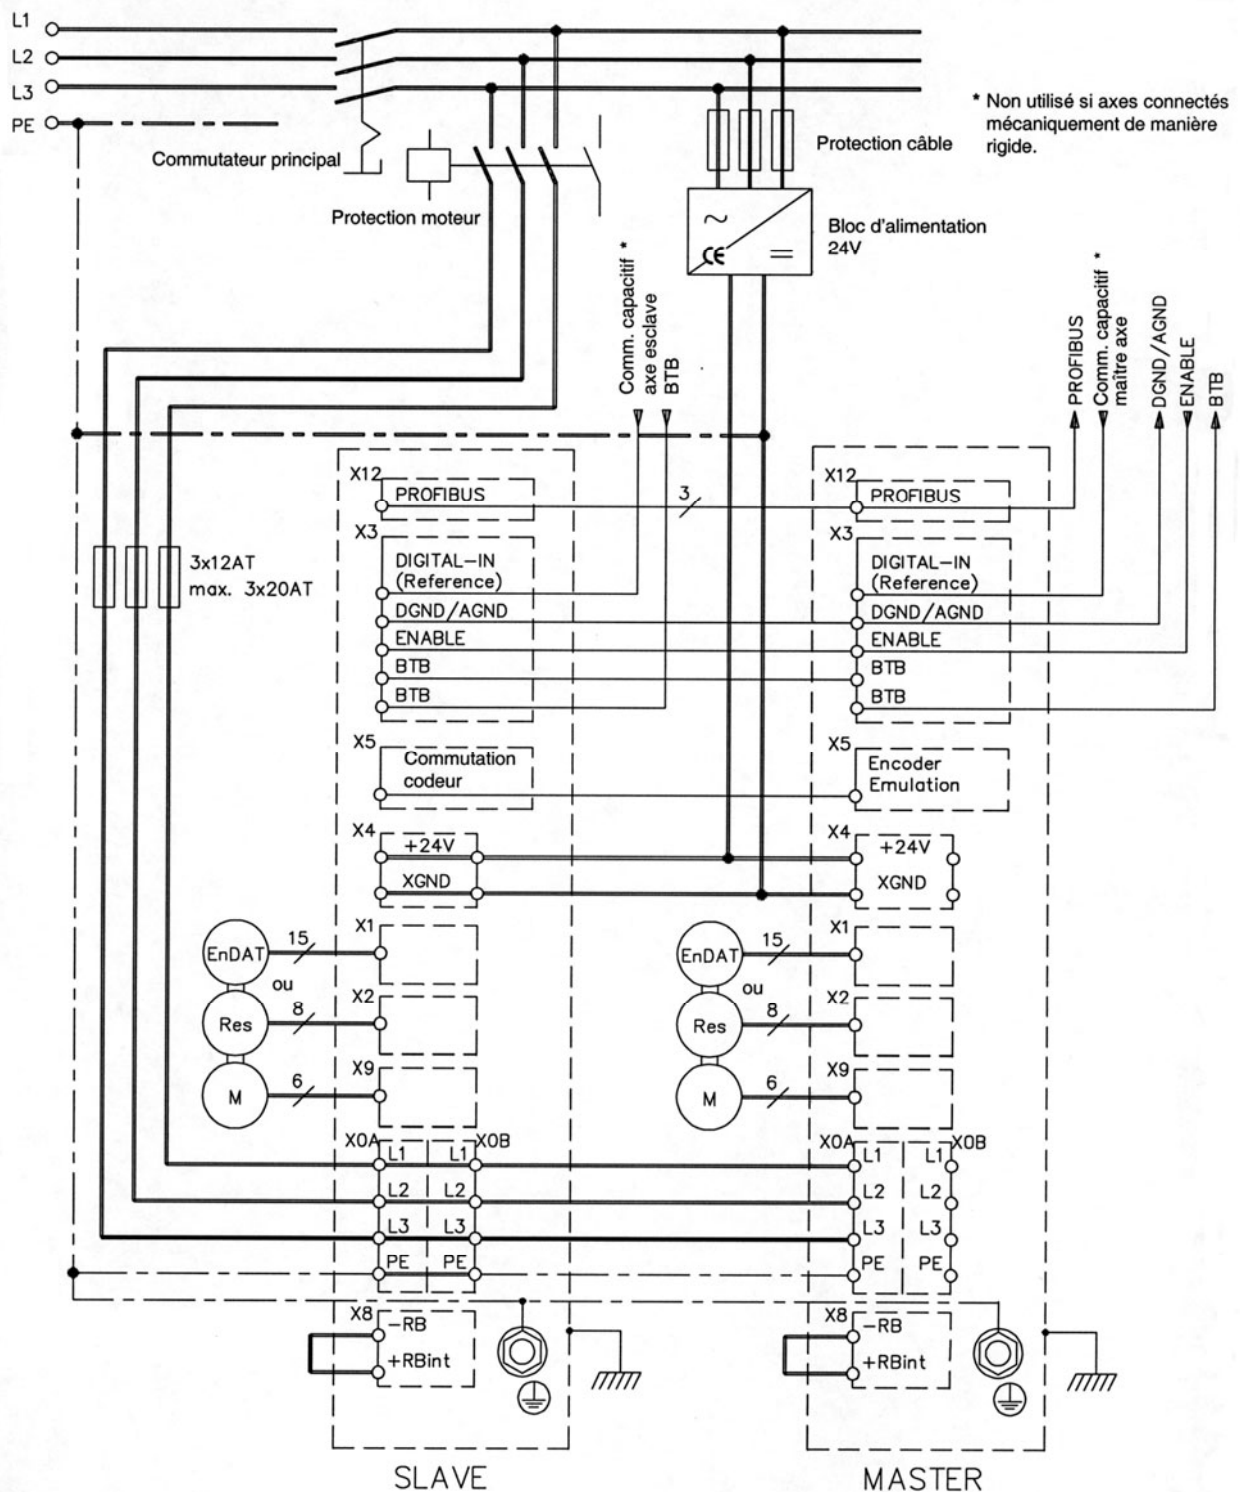 L1
L2
L3
PE
* Non utilisé si axes connectés
mécaniquement de manière
rigide.
Commutateur principal
Protection câble
Protection moteur
Bloc d'alimentation
24V
CE
Comm. capacitif *
axe esclave
BTB
PROFIBUS
Comm. capacitif *
maître axe
DGND/AGND
ENABLE
BTB
3x12AT
max. 3x20AT
X12
PROFIBUS
3
X3
DIGITAL-IN
(Reference)
DGND/AGND
ENABLE
BTB
BTB
X5
Commutation
codeur
X4
+24V
XGND
X1
EnDAT
15
ou
X2
Res
8
X9
M
6
X0A
X0B
L1
L1
L2
L2
L3
L3
PE
PE
X8
-RB
+RBint
SLAVE
X12
PROFIBUS
X3
DIGITAL-IN
(Reference)
DGND/AGND
ENABLE
BTB
BTB
X5
Encoder
Emulation
X4
+24V
XGND
X1
EnDAT
15
ou
X2
Res
8
X9
M
6
X0A
X0B
L1
L1
L2
L2
L3
L3
PE
PE
X8
-RB
+RBint
MASTER